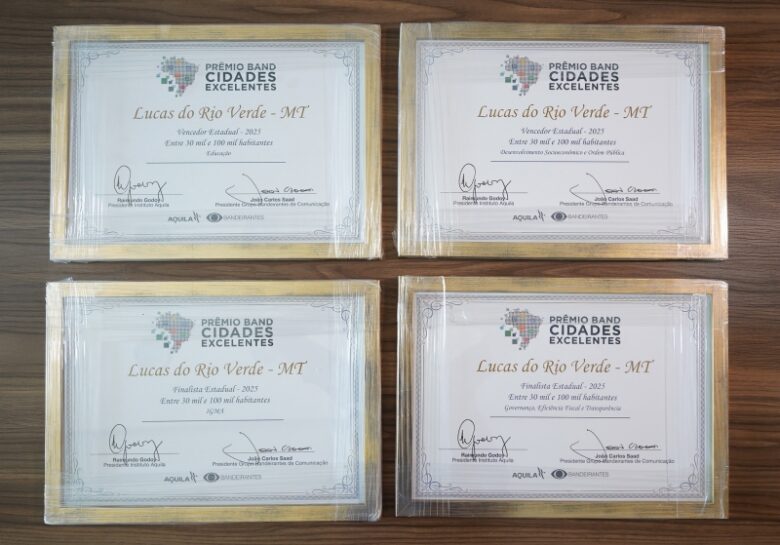 PRÊMIO BAND
CIDADES
EXCELENTES
Lucas do Rio Verde - MT
Vencedor Estadual - 2025
Entre 30 mil e 100 mil habitantes
Educação
Raimundo Godoy
Presidente Instituto Aquila
João Carlos Saad
Presidente Grupo Bandeirantes de Comunicação
AQUILA
BANDEIRANTES
PRÊMIO BAND
CIDADES
EXCELENTES
Lucas do Rio Verde - MT
Vencedor Estadual - 2025
Entre 30 mil e 100 mil habitantes
Desenvolvimento Socioeconômico e Ordem Pública
Raimundo Godoy
Presidente Instituto Aquila
João Carlos Saad
Presidente Grupo Bandeirantes de Comunicação
AQUILA
BANDEIRANTES
PRÊMIO BAND
CIDADES
EXCELENTES
Lucas do Rio Verde - MT
Finalista Estadual - 2025
Entre 30 mil e 100 mil habitantes
IGMA
Raimundo Godoy
Presidente Instituto Aquila
João Carlos Saad
Presidente Grupo Bandeirantes de Comunicação
AQUILA
BANDEIRANTES
PRÊMIO BAND
CIDADES
EXCELENTES
Lucas do Rio Verde - MT
Finalista Estadual - 2025
Entre 30 mil e 100 mil habitantes
Governança, Eficiência Fiscal e Transparência
Raimundo Godoy
Presidente Instituto Aquila
João Carlos Saad
Presidente Grupo Bandeirantes de Comunicação
AQUILA
BANDEIRANTES